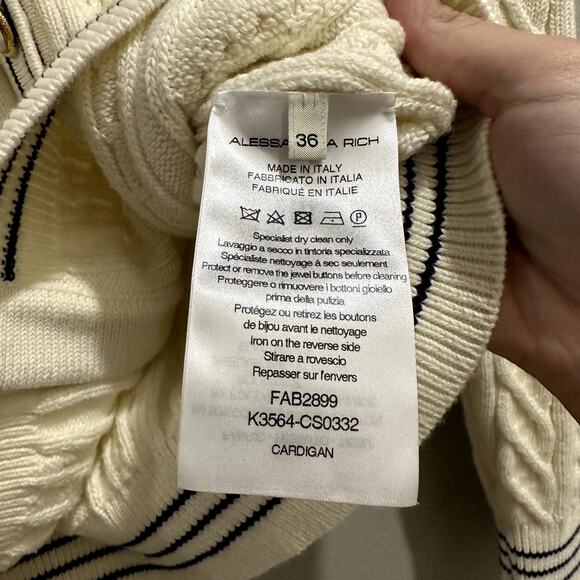 36
RICH
MADE IN ITALY
FABBRICATO IN ITALIA
FABRIQUÉ EN ITALIE
P
Specialist dry clean only
Lavaggio a secco in tintoria specializzata
Spécialiste nettoyage á sec seulement
Protect or remove the jewel buttons before cleaning
Proteggere o rimuovere i bottoni gioiello
prima della pulizia
Protégez ou retirez les boutons
de bijou avant le nettoyage
Iron on the reverse side
Stirare a rovescio
Repasser sur l'envers
FAB2899
K3564-CS0332
CARDIGAN